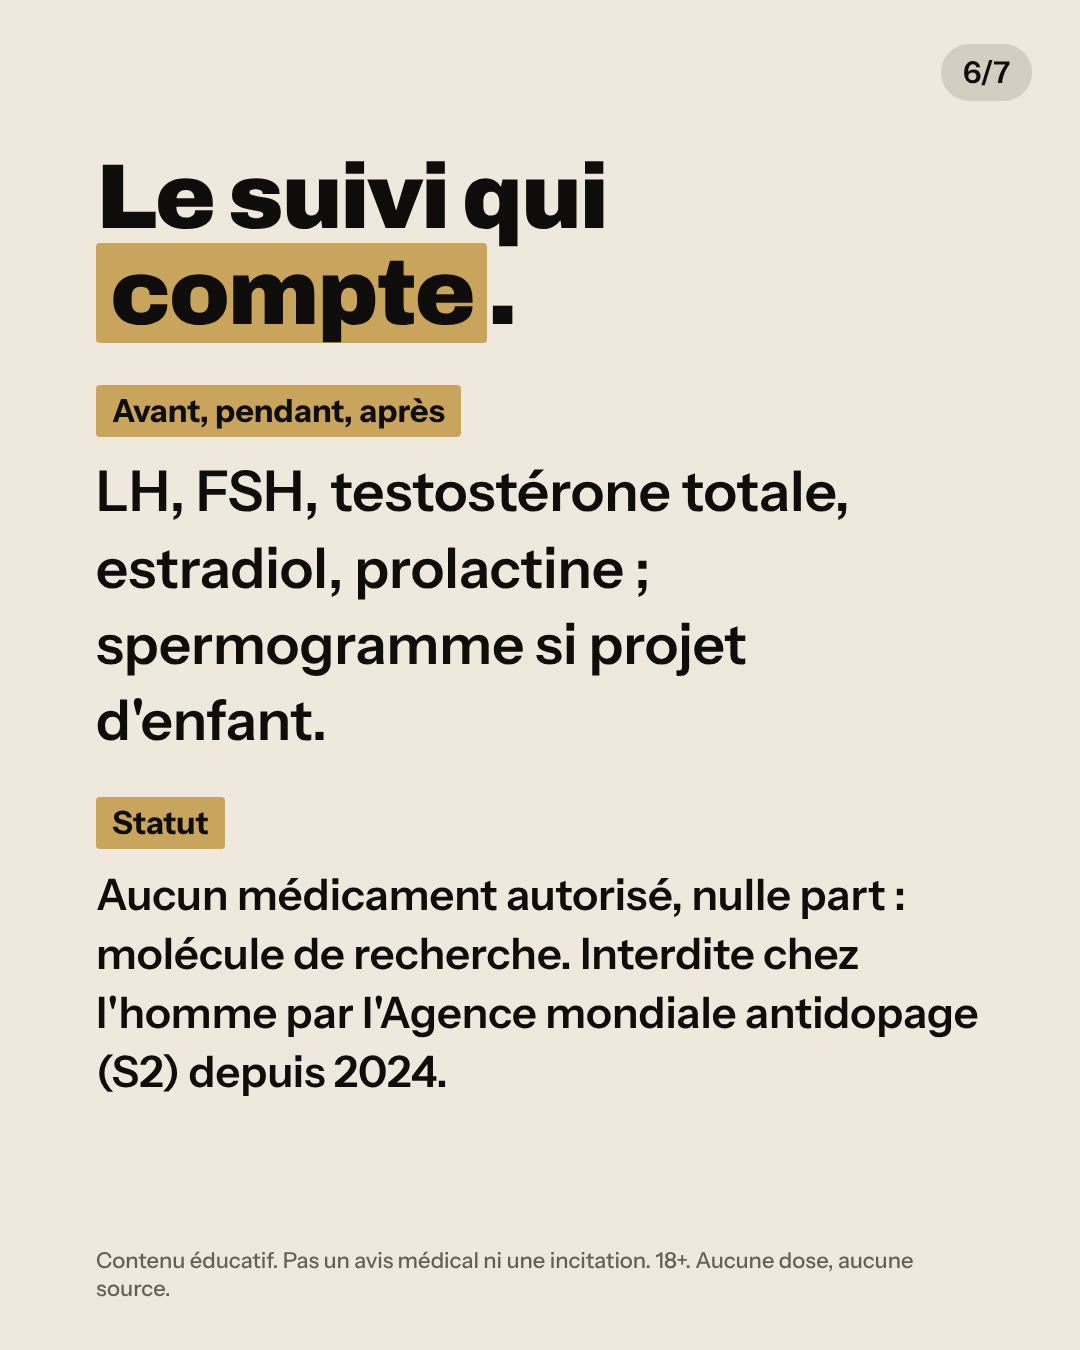 6/7
Le suivi qui
compte.
Avant, pendant, après
LH, FSH, testostérone totale,
estradiol, prolactine ;
spermogramme si projet
d'enfant.
Statut
Aucun médicament autorisé, nulle part :
molécule de recherche. Interdite chez
l'homme par l'Agence mondiale antidopage
(S2) depuis 2024.
Contenu éducatif. Pas un avis médical ni une incitation. 18+. Aucune dose, aucune
source.